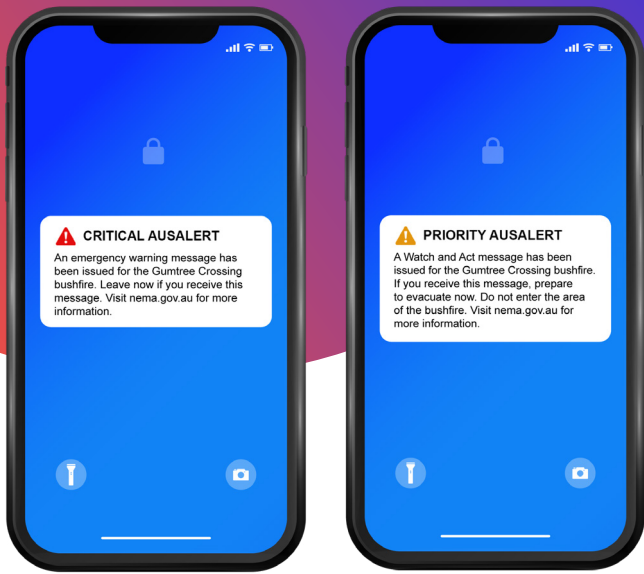 CRITICAL AUSALERT
An emergency warning message has
been issued for the Gumtree Crossing
bushfire. Leave now if you receive this
message. Visit nema.gov.au for more
information.
PRIORITY AUSALERT
A Watch and Act message has been
issued for the Gumtree Crossing bushfire.
If you receive this message, prepare
to evacuate now. Do not enter the area
of the bushfire. Visit nema.gov.au for
more information.